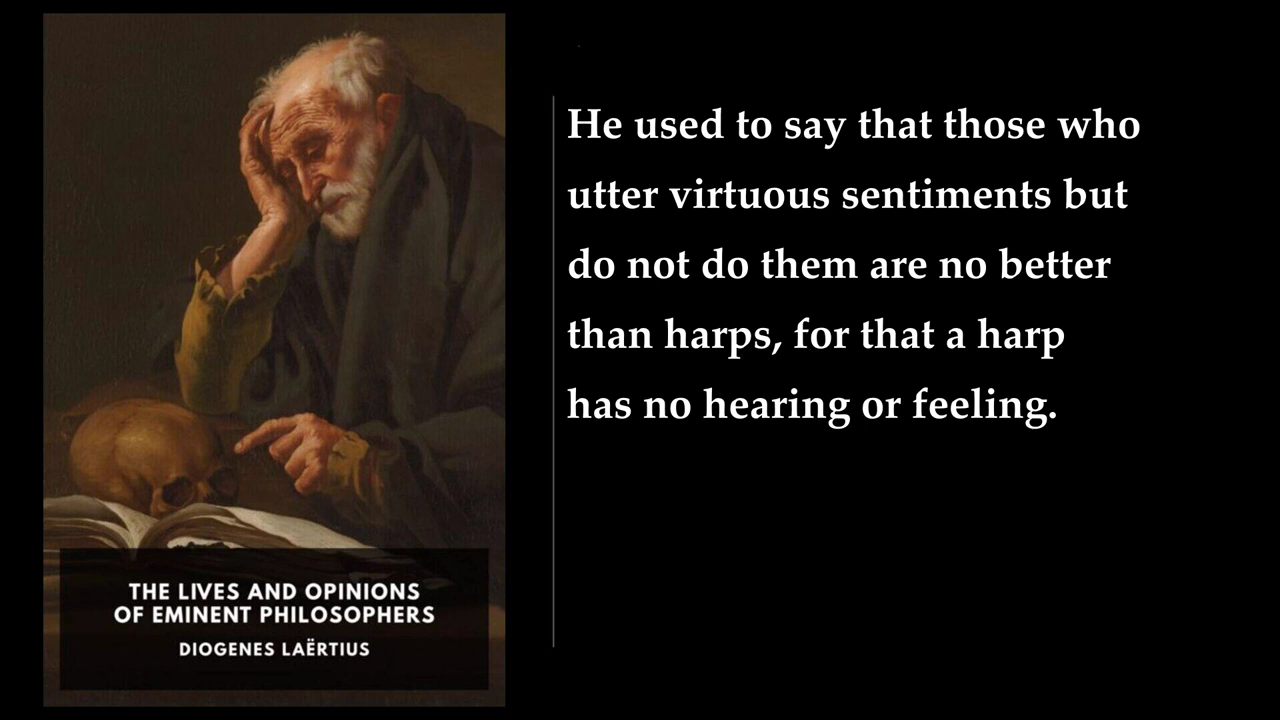 He used to say that those who
utter virtuous sentiments but
do not do them are no better
than harps, for that a harp
has no hearing or feeling.
THE LIVES AND OPINIONS
OF EMINENT PHILOSOPHERS
DIOGENES LAËRTIUS